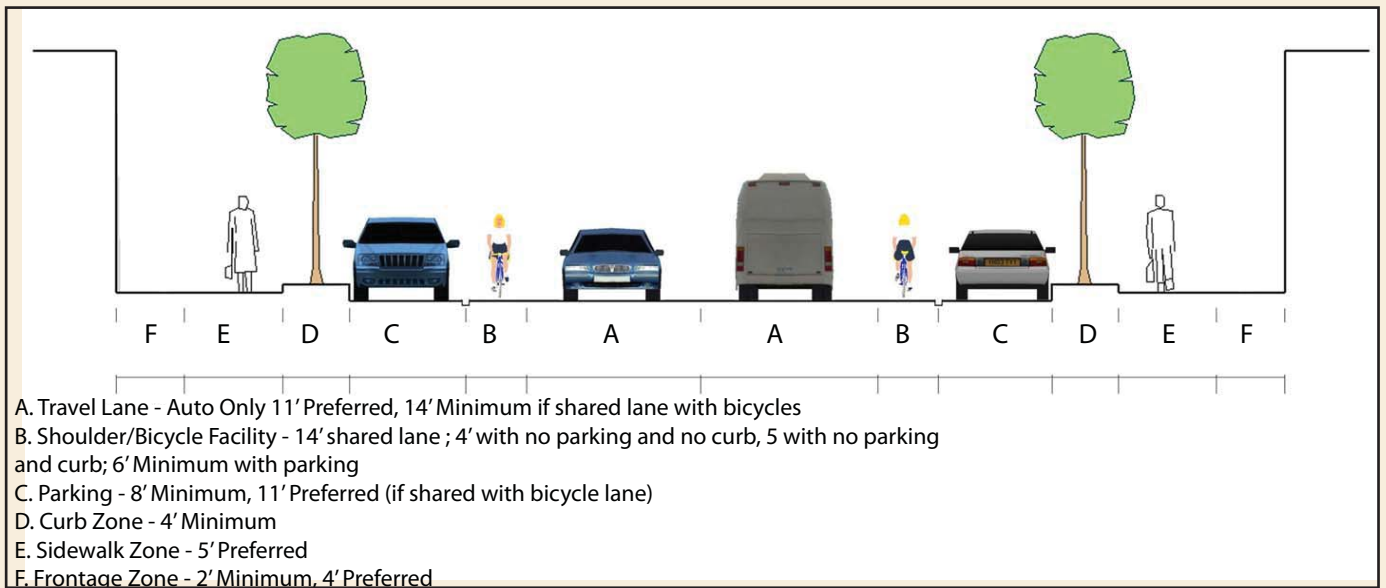 F E D C B A A B C D E F
A. Travel Lane - Auto Only 11’ Preferred, 14’ Minimum if shared lane with bicycles
B. Shoulder/Bicycle Facility - 14’ shared lane ; 4’ with no parking and no curb, 5 with no parking
and curb; 6’ Minimum with parking
C. Parking - 8’ Minimum, 11’ Preferred (if shared with bicycle lane)
D. Curb Zone - 4’ Minimum
E. Sidewalk Zone - 5’ Preferred
F. Frontage Zone - 2’ Minimum, 4’ Preferred